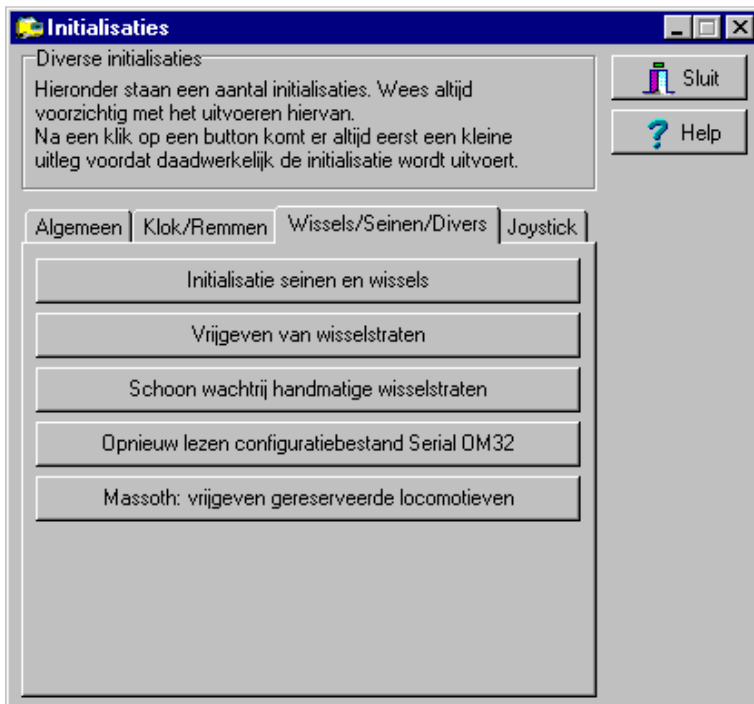 Initialisaties
Diverse initialisaties
Hieronder staan een aantal initialisaties. Wees altijd
voorzichtig met het uitvoeren hiervan.
Na een klik op een button komt er altijd eerst een kleine
uitleg voordat daadwerkelijk de initialisatie wordt uitvoert.
Sluit
Help
Algemeen
Klok/Remmen
Wissels/Seinen/Divers
Joystick
Initialisatie seinen en wissels
Vrijgeven van wisselstraten
Schoon wachtrij handmatige wisselstraten
Opnieuw lezen configuratiebestand Serial OM32
Massoth: vrijgeven gereserveerde locomotieven